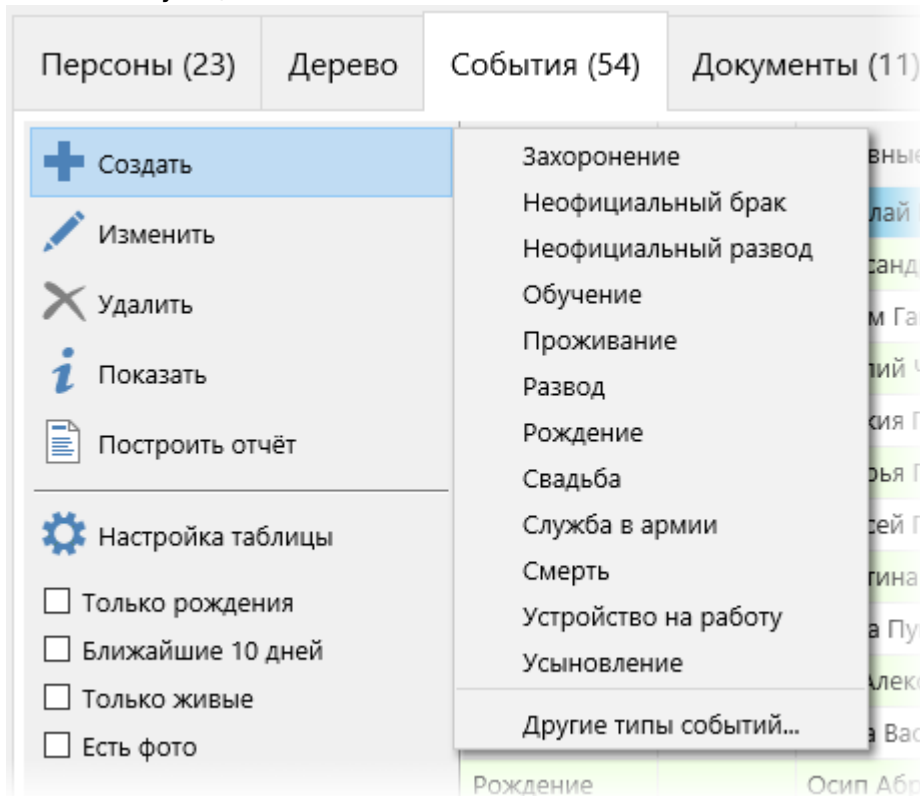 Персоны (23) Дерево События (54) Документы (11)
Создать
Изменить
Удалить
Показать
Построить отчёт
Настройка таблицы
Только рождения
Ближайшие 10 дней
Только живые
Есть фото
Захоронение
Неофициальный брак
Неофициальный развод
Обучение
Проживание
Развод
Рождение
Свадьба
Служба в армии
Смерть
Устройство на работу
Усыновление
Другие типы событий...
Рождение Осип